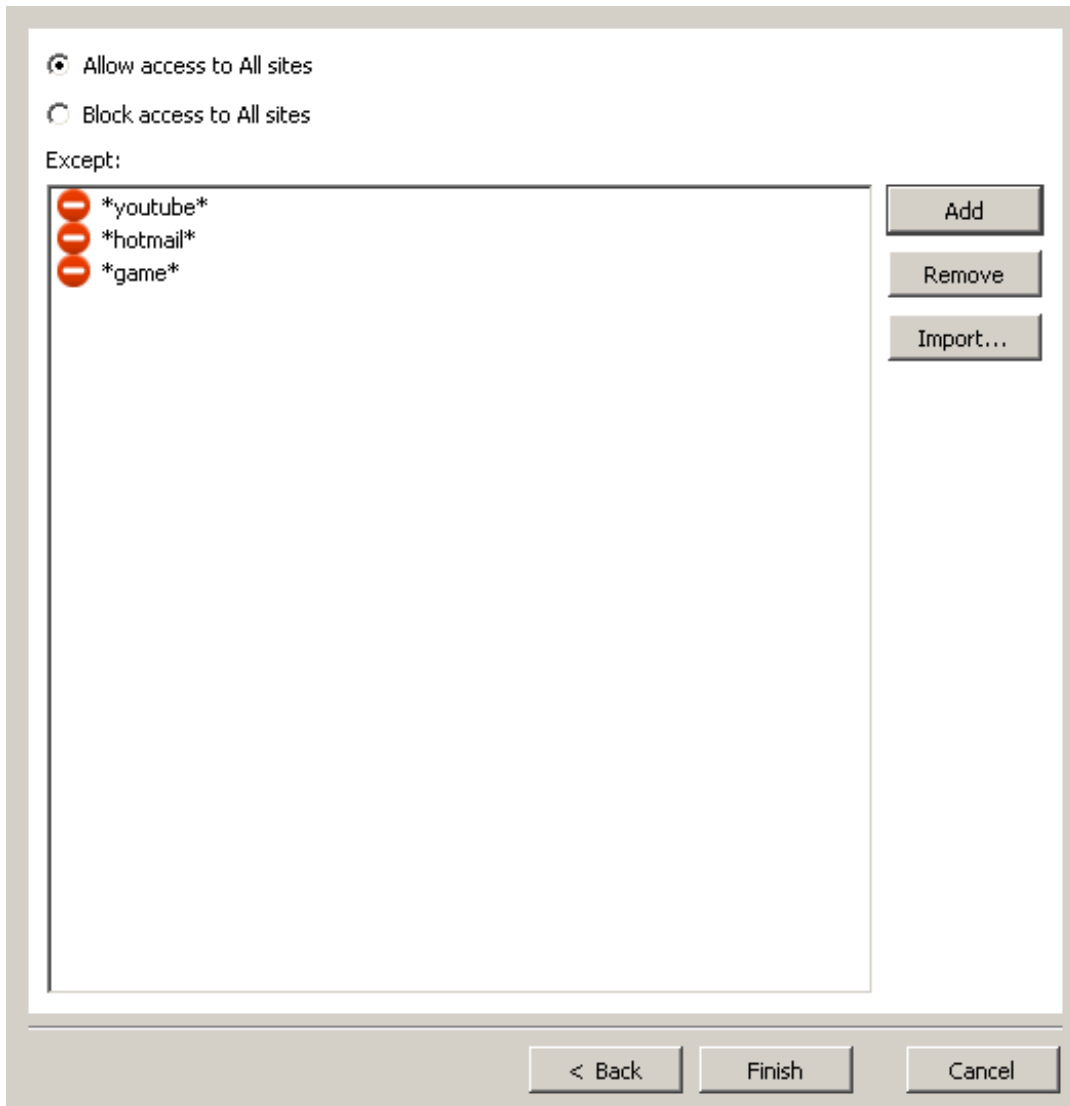 Allow access to All sites
Block access to All sites
Except:
*youtube*
*hotmail*
*game*
Add
Remove
Import...
< Back
Finish
Cancel